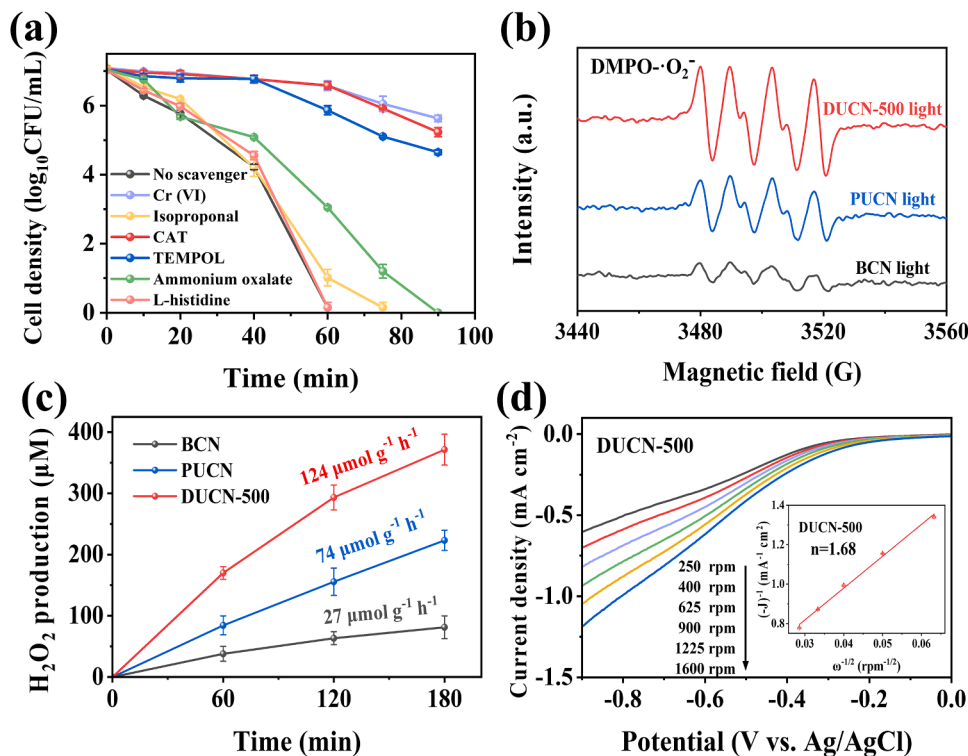 (a)
Cell density (log₁₀CFU/mL)
6
4
2
0
No scavenger
Cr (VI)
Isoproponal
CAT
TEMPOL
Ammonium oxalate
L-histidine
0 20 40 60 80 100
Time (min)
(b)
DMPO-·O₂⁻
DUCN-500 light
PUCN light
BCN light
Intensity (a.u.)
3440 3480 3520 3560
Magnetic field (G)
(c)
H₂O₂ production (μM)
400
300
200
100
0
BCN
PUCN
DUCN-500
124 μmol g⁻¹ h⁻¹
74 μmol g⁻¹ h⁻¹
27 μmol g⁻¹ h⁻¹
0 60 120 180
Time (min)
(d)
Current density (mA cm⁻²)
0.0
-0.5
-1.0
-1.5
DUCN-500
250 rpm
400 rpm
625 rpm
900 rpm
1225 rpm
1600 rpm
(-J)⁻¹ (mA⁻¹ cm²)
1.4
1.2
1.0
0.8
DUCN-500
n=1.68
0.03 0.04 0.05 0.06
ω⁻¹/² (rpm⁻¹/²)
-0.8 -0.6 -0.4 -0.2 0.0
Potential (V vs. Ag/AgCl)